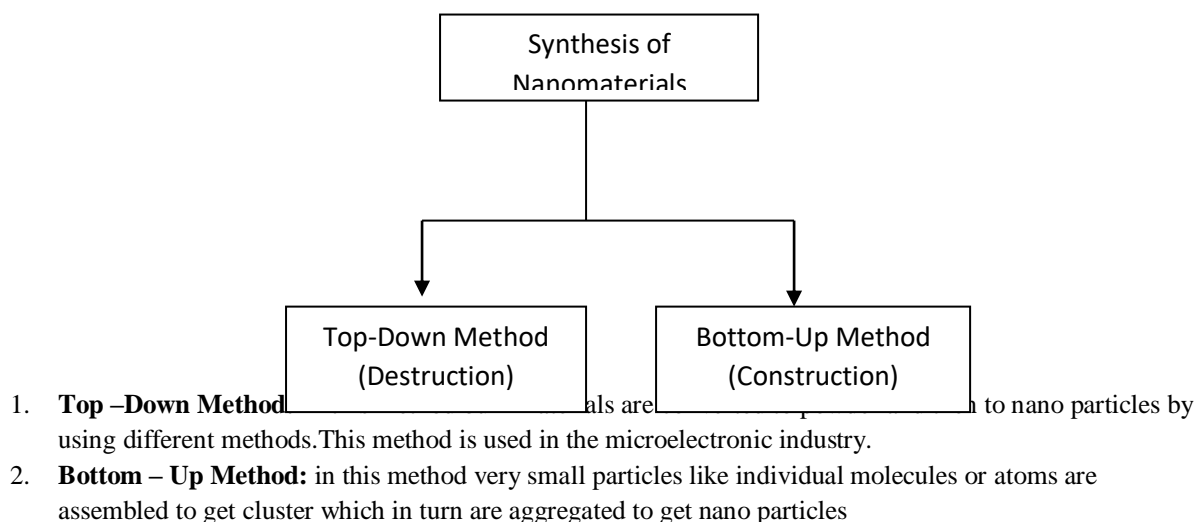 Synthesis of
Nanomaterials
Top-Down Method
(Destruction)
Bottom-Up Method
(Construction)
1. Top –Down Method als are to nano particles by
using different methods.This method is used in the microelectronic industry.
2. Bottom – Up Method: in this method very small particles like individual molecules or atoms are
assembled to get cluster which in turn are aggregated to get nano particles